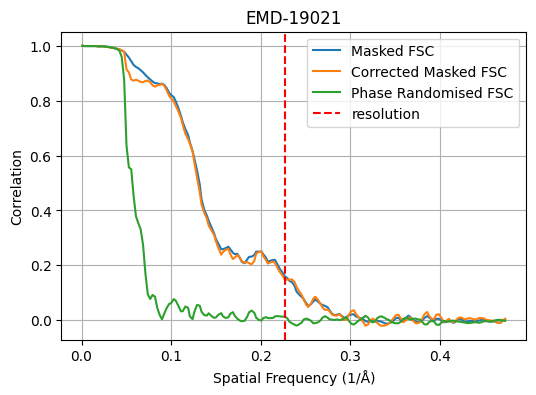 EMD-19021
Masked FSC
Corrected Masked FSC
Phase Randomised FSC
resolution
Correlation
1.0
0.8
0.6
0.4
0.2
0.0
0.0 0.1 0.2 0.3 0.4
Spatial Frequency (1/Å)